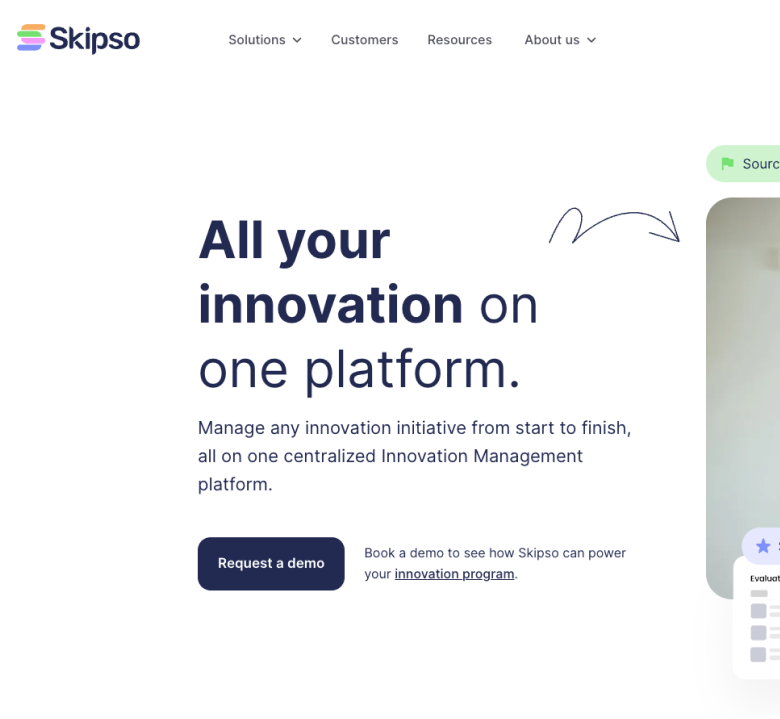 Skipso
Solutions
Customers
Resources
About us
All your
innovation on
one platform.
Manage any innovation initiative from start to finish,
all on one centralized Innovation Management
platform.
Request a demo
Book a demo to see how Skipso can power
your innovation program.